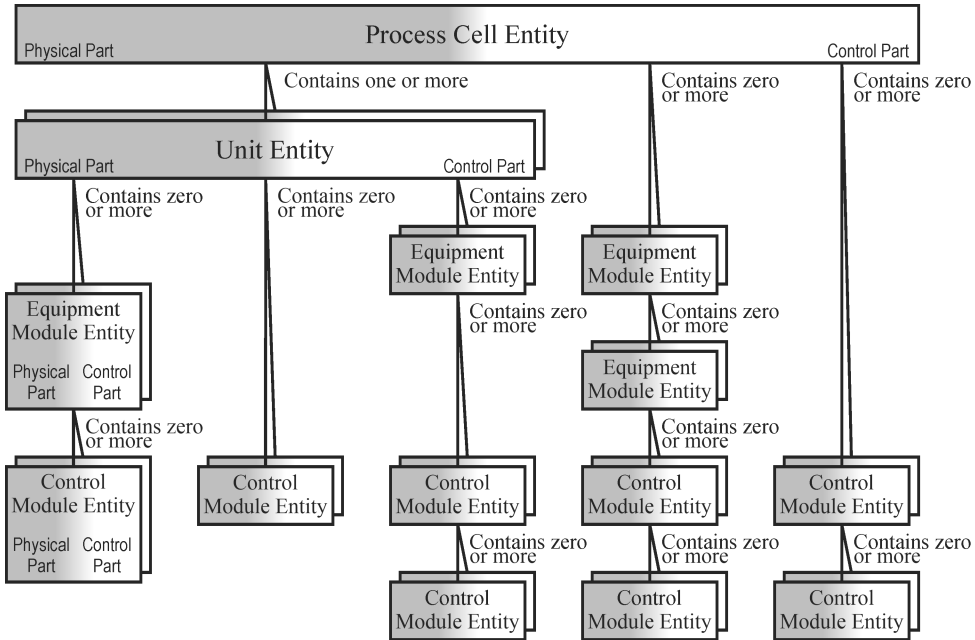 Process Cell Entity
Physical Part
Control Part
Contains one or more
Contains zero
or more
Contains zero
or more
Unit Entity
Physical Part
Control Part
Contains zero
or more
Contains zero
or more
Contains zero
or more
Equipment
Module Entity
Equipment
Module Entity
Equipment
Module Entity
Physical
Part
Control
Part
Contains zero
or more
Contains zero
or more
Equipment
Module Entity
Contains zero
or more
Contains zero
or more
Control
Module Entity
Physical
Part
Control
Part
Control
Module Entity
Control
Module Entity
Control
Module Entity
Control
Module Entity
Contains zero
or more
Contains zero
or more
Contains zero
or more
Control
Module Entity
Control
Module Entity
Control
Module Entity